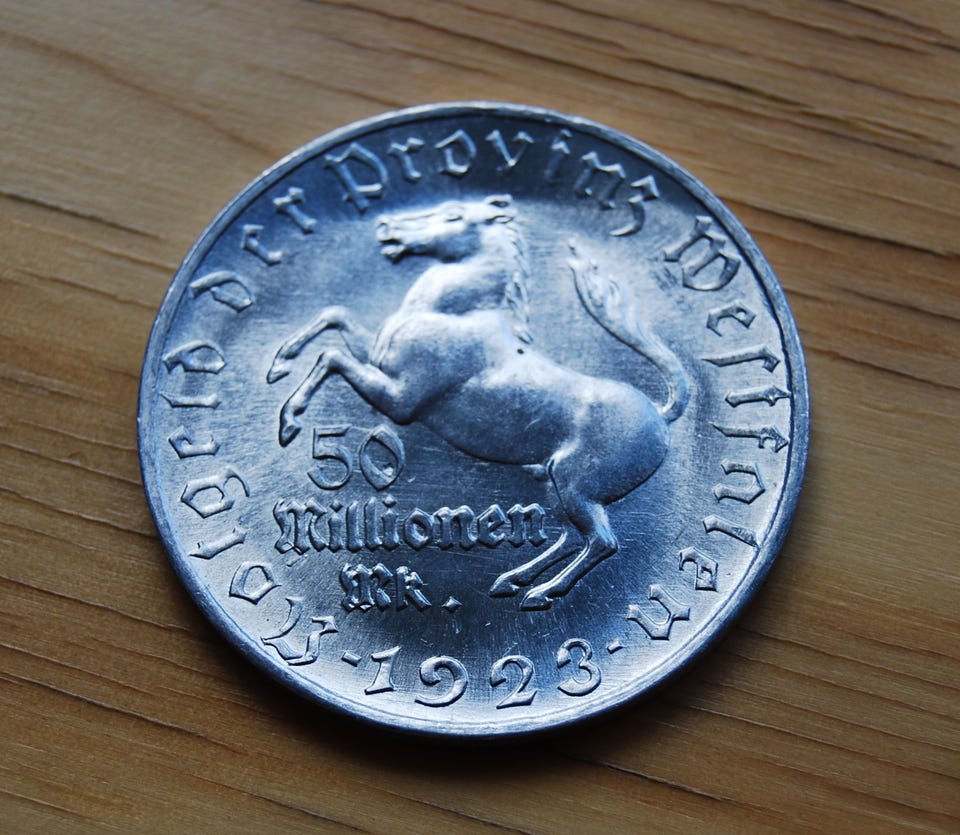 Notgeld der Provinz Westfalen
50
Millionen
Mk.
·1923·